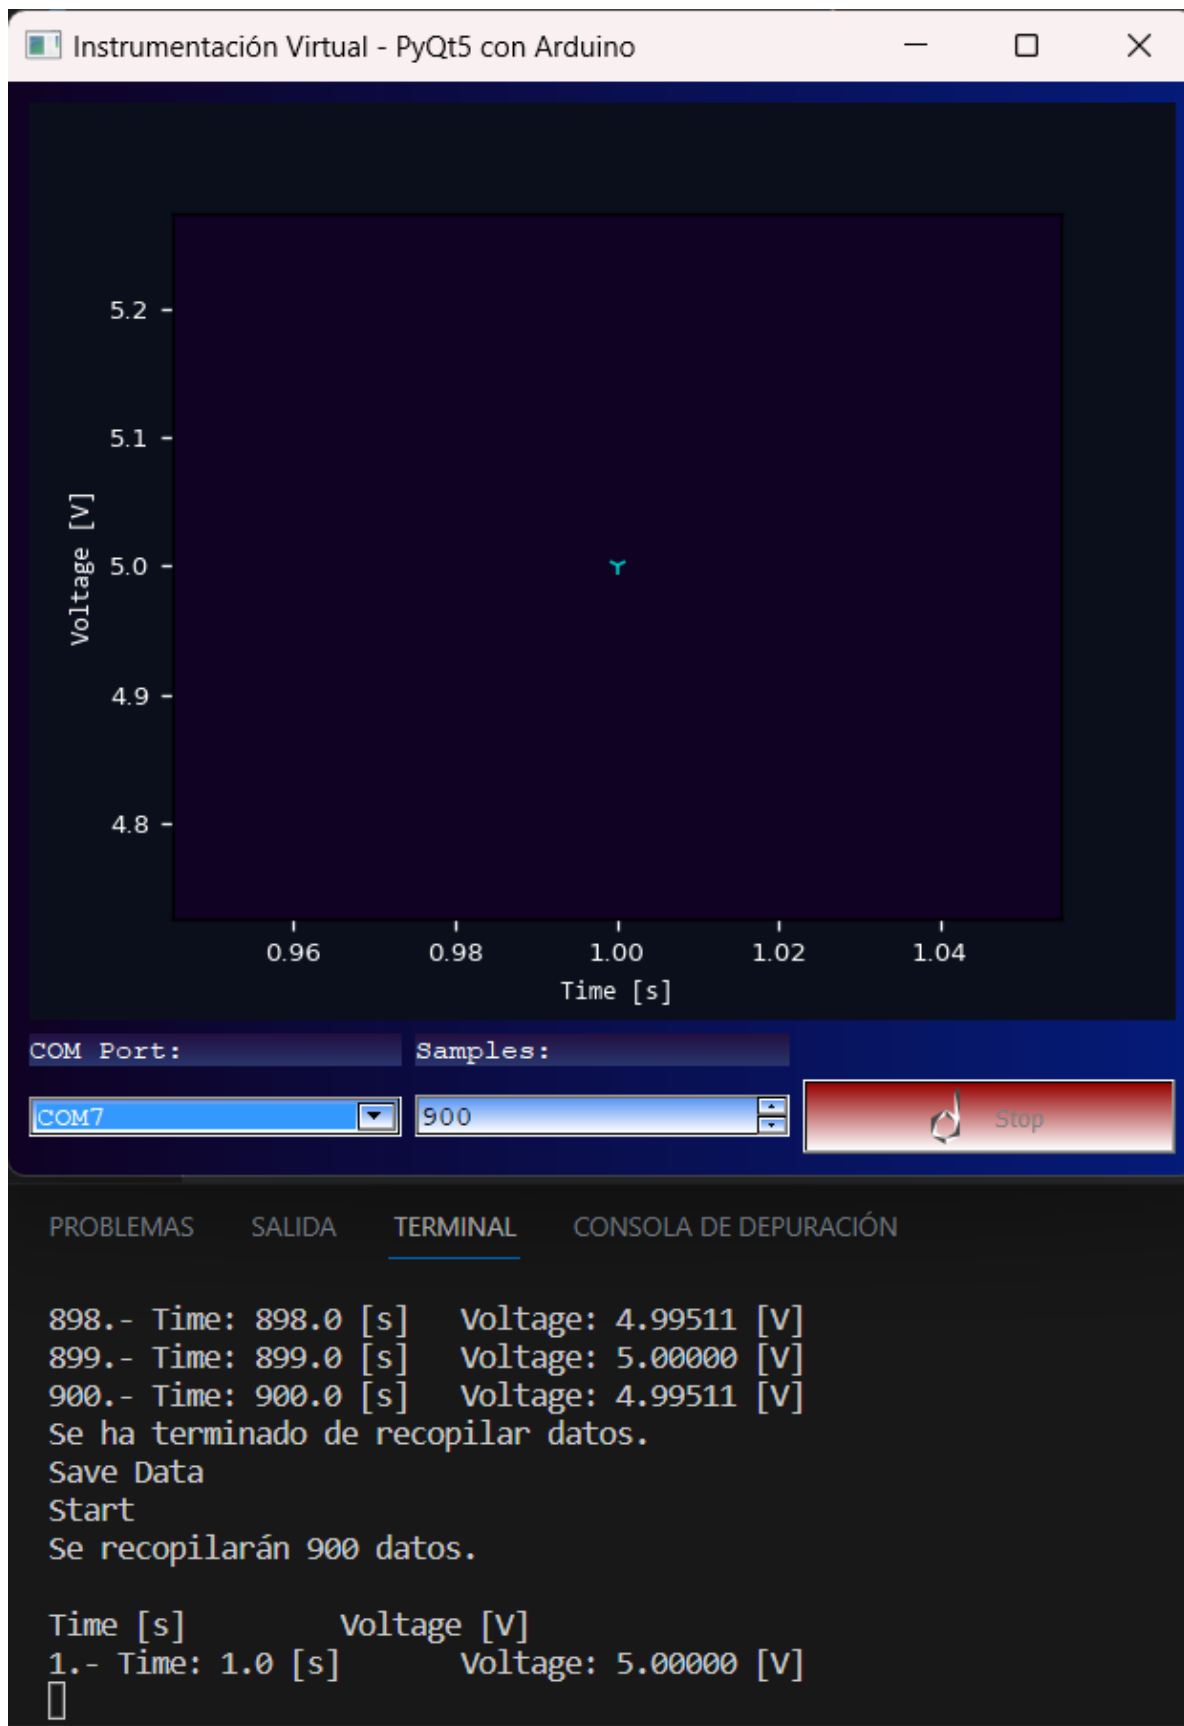 Instrumentación Virtual - PyQt5 con Arduino
5.2
5.1
5.0
4.9
4.8
Voltage [V]
0.96 0.98 1.00 1.02 1.04
Time [s]
COM Port: Samples:
COM7 900 Stop
PROBLEMAS SALIDA TERMINAL CONSOLA DE DEPURACIÓN
898.- Time: 898.0 [s] Voltage: 4.99511 [V]
899.- Time: 899.0 [s] Voltage: 5.00000 [V]
900.- Time: 900.0 [s] Voltage: 4.99511 [V]
Se ha terminado de recopilar datos.
Save Data
Start
Se recopilarán 900 datos.
Time [s] Voltage [V]
1.- Time: 1.0 [s] Voltage: 5.00000 [V]